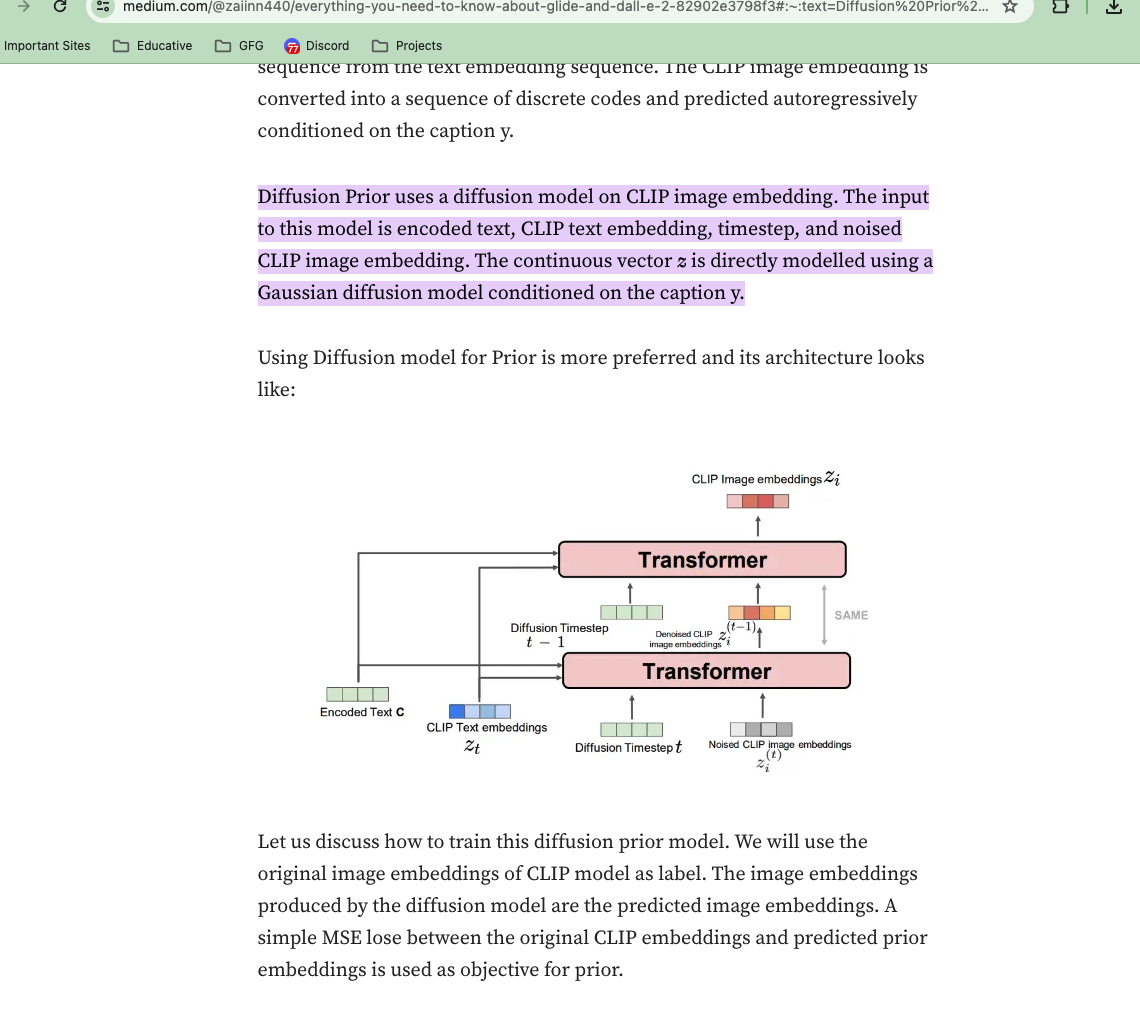 medium.com/@zaiinn440/everything-you-need-to-know-about-glide-and-dall-e-2-82902e3798f3#:~:text=Diffusion%20Prior%2...
Important Sites Educative GFG Discord Projects
sequence from the text embedding sequence. The CLIP image embedding is
converted into a sequence of discrete codes and predicted autoregressively
conditioned on the caption y.
Diffusion Prior uses a diffusion model on CLIP image embedding. The input
to this model is encoded text, CLIP text embedding, timestep, and noised
CLIP image embedding. The continuous vector z is directly modelled using a
Gaussian diffusion model conditioned on the caption y.
Using Diffusion model for Prior is more preferred and its architecture looks
like:
CLIP Image embeddings z_i
Transformer
SAME
Diffusion Timestep
t − 1
Denoised CLIP
image embeddings z_i^(t−1)
Transformer
Encoded Text C
CLIP Text embeddings
z_t
Diffusion Timestep t
Noised CLIP image embeddings
z_i^(t)
Let us discuss how to train this diffusion prior model. We will use the
original image embeddings of CLIP model as label. The image embeddings
produced by the diffusion model are the predicted image embeddings. A
simple MSE lose between the original CLIP embeddings and predicted prior
embeddings is used as objective for prior.